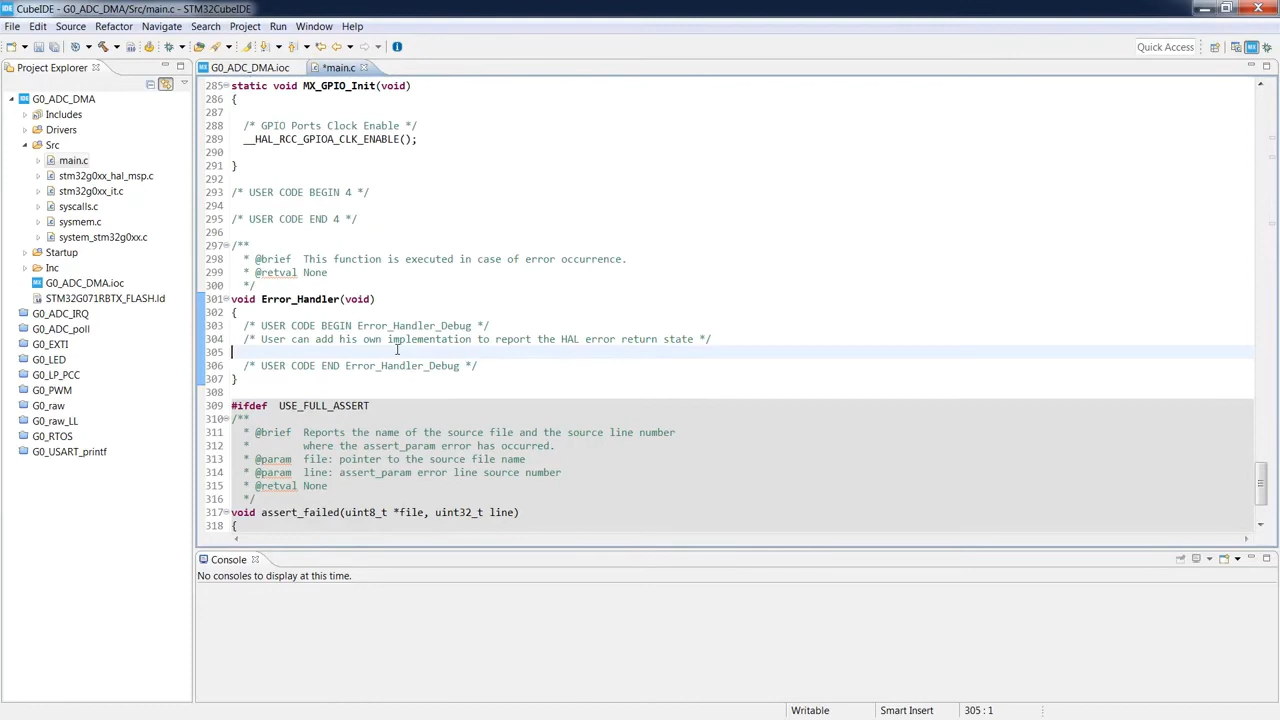 CubeIDE - G0_ADC_DMA/Src/main.c - STM32CubeIDE
File Edit Source Refactor Navigate Search Project Run Window Help
Quick Access
Project Explorer
G0_ADC_DMA.ioc
*main.c
G0_ADC_DMA
Includes
Drivers
Src
main.c
stm32g0xx_hal_msp.c
stm32g0xx_it.c
syscalls.c
sysmem.c
system_stm32g0xx.c
Startup
Inc
G0_ADC_DMA.ioc
STM32G071RBTX_FLASH.ld
G0_ADC_IRQ
G0_ADC_poll
G0_EXTI
G0_LED
G0_LP_PCC
G0_PWM
G0_raw
G0_raw_LL
G0_RTOS
G0_USART_printf
285 static void MX_GPIO_Init(void)
286 {
287
288 /* GPIO Ports Clock Enable */
289 __HAL_RCC_GPIOA_CLK_ENABLE();
290
291 }
292
293 /* USER CODE BEGIN 4 */
294
295 /* USER CODE END 4 */
296
297 /**
298 * @brief This function is executed in case of error occurrence.
299 * @retval None
300 */
301 void Error_Handler(void)
302 {
303 /* USER CODE BEGIN Error_Handler_Debug */
304 /* User can add his own implementation to report the HAL error return state */
305
306 /* USER CODE END Error_Handler_Debug */
307 }
308
309 #ifdef USE_FULL_ASSERT
310 /**
311 * @brief Reports the name of the source file and the source line number
312 * where the assert_param error has occurred.
313 * @param file: pointer to the source file name
314 * @param line: assert_param error line source number
315 * @retval None
316 */
317 void assert_failed(uint8_t *file, uint32_t line)
318 {
Console
No consoles to display at this time.
Writable Smart Insert 305 : 1